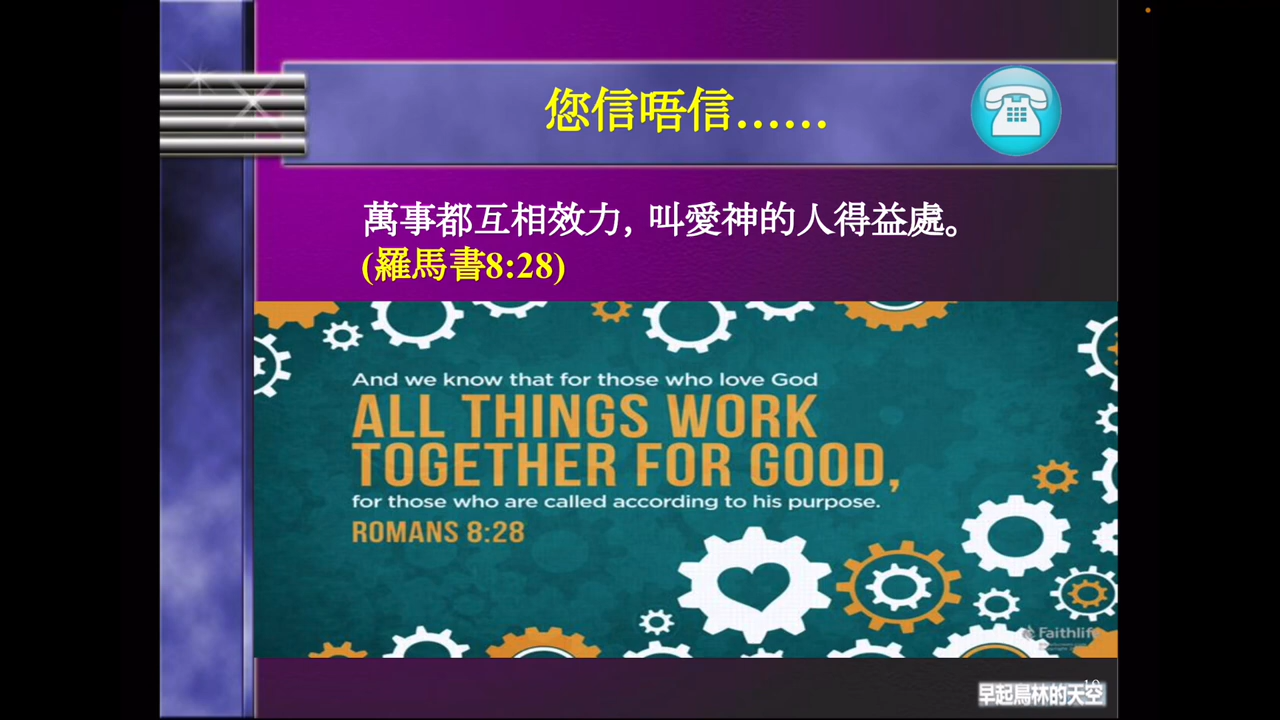 您信唔信……
萬事都互相效力, 叫愛神的人得益處。
(羅馬書8:28)
And we know that for those who love God
ALL THINGS WORK
TOGETHER FOR GOOD,
for those who are called according to his purpose.
ROMANS 8:28
Faithlife
早起鳥林的天空